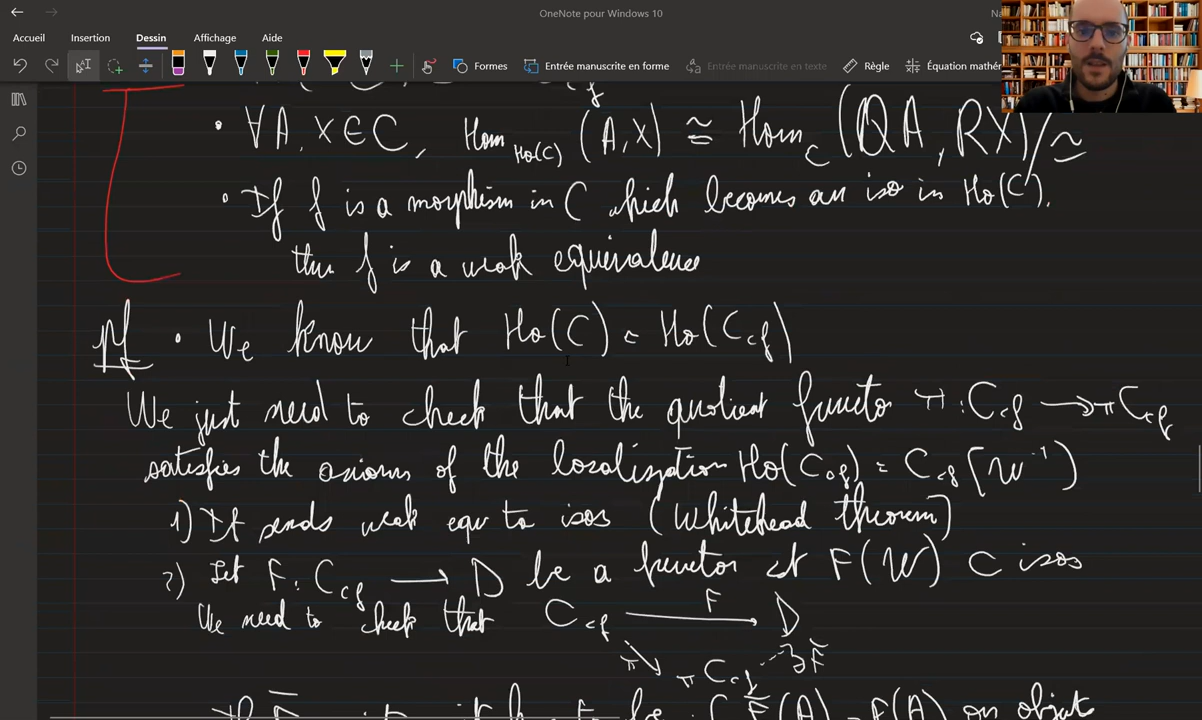 OneNote pour Windows 10
Accueil Insertion Dessin Affichage Aide
Formes Entrée manuscrite en forme Entrée manuscrite en texte Règle Équation mathém
• ∀A, X ∈ C, Hom_Ho(C) (A, X) ≅ Hom_C (QA, RX)/≃
• If f is a morphism in C which becomes an iso in Ho(C),
then f is a weak equivalence
Pf • We know that Ho(C) ≃ Ho(C_cf)
We just need to check that the quotient functor π : C_cf → πC_cf
satisfies the axioms of the localization Ho(C_cf) = C_cf [W⁻¹]
1) It sends weak equ to isos (Whitehead theorem)
2) Let F : C_cf → D be a functor st F(W) ⊂ isos
We need to check that C_cf F D
π πC_cf ∃ F̃